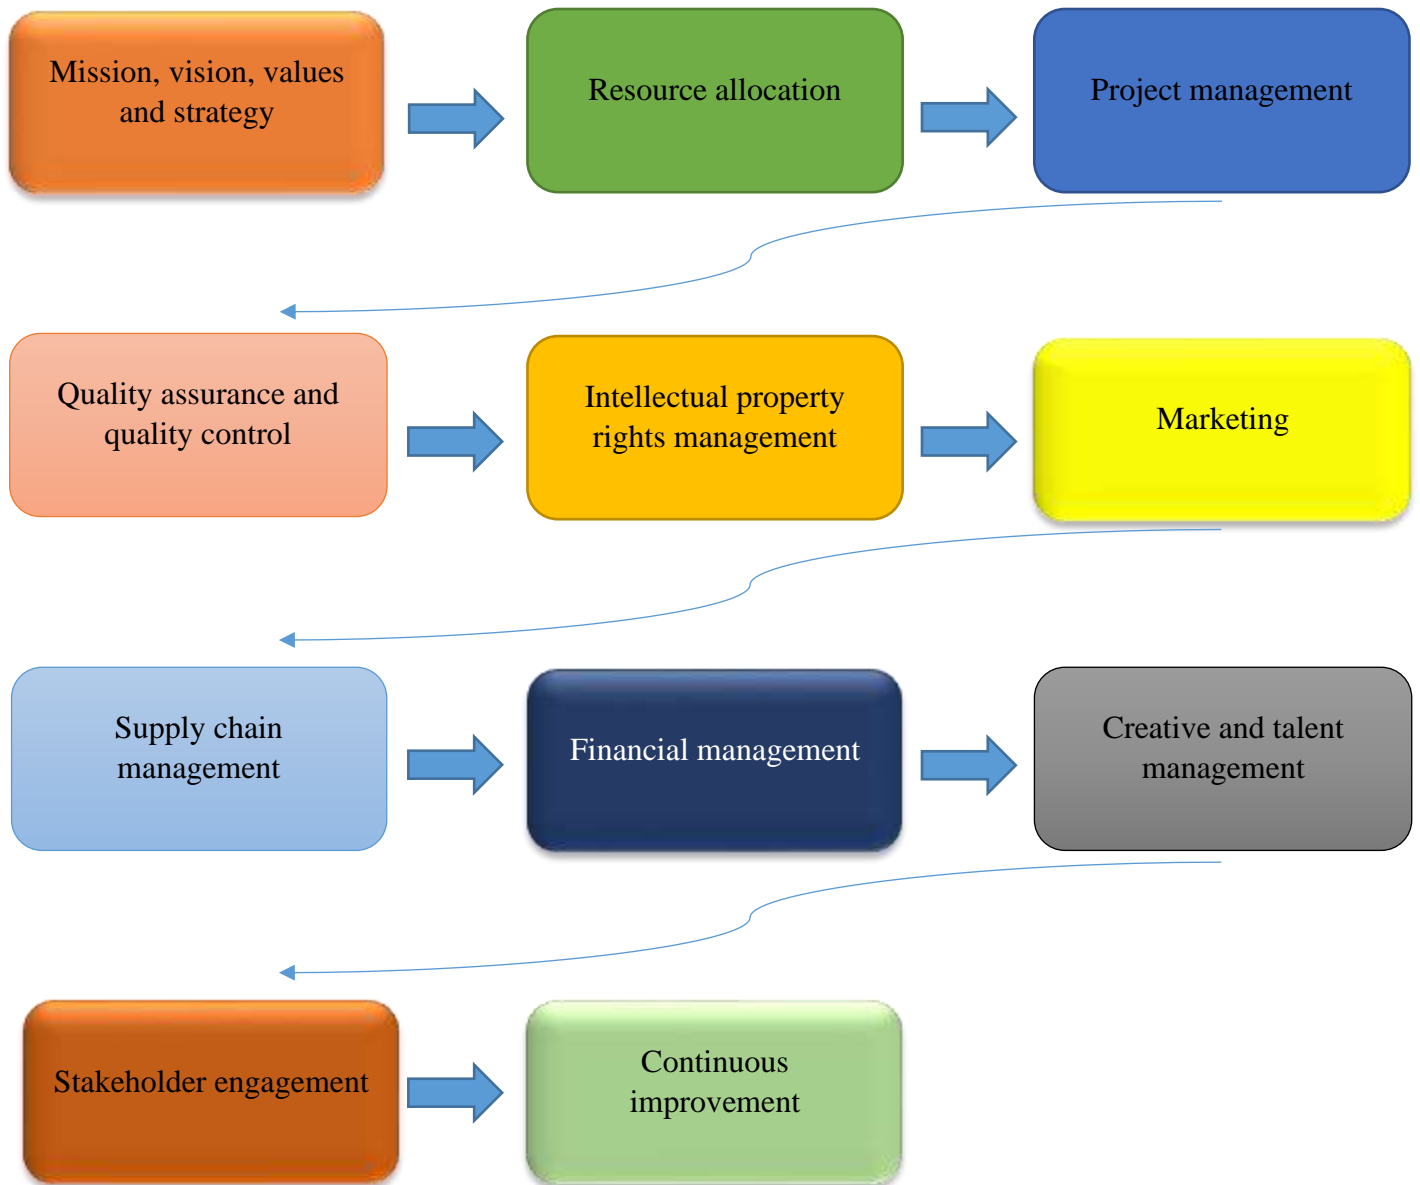 Mission, vision, values
and strategy
Resource allocation
Project management
Quality assurance and
quality control
Intellectual property
rights management
Marketing
Supply chain
management
Financial management
Creative and talent
management
Stakeholder engagement
Continuous
improvement